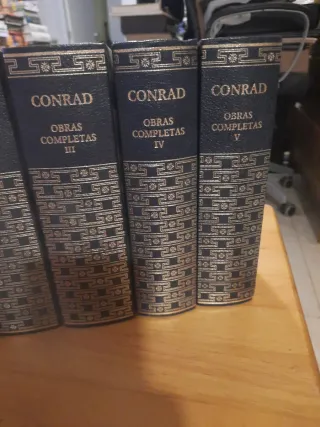 CONRAD
OBRAS
COMPLETAS
III
CONRAD
OBRAS
COMPLETAS
IV
CONRAD
OBRAS
COMPLETAS
V